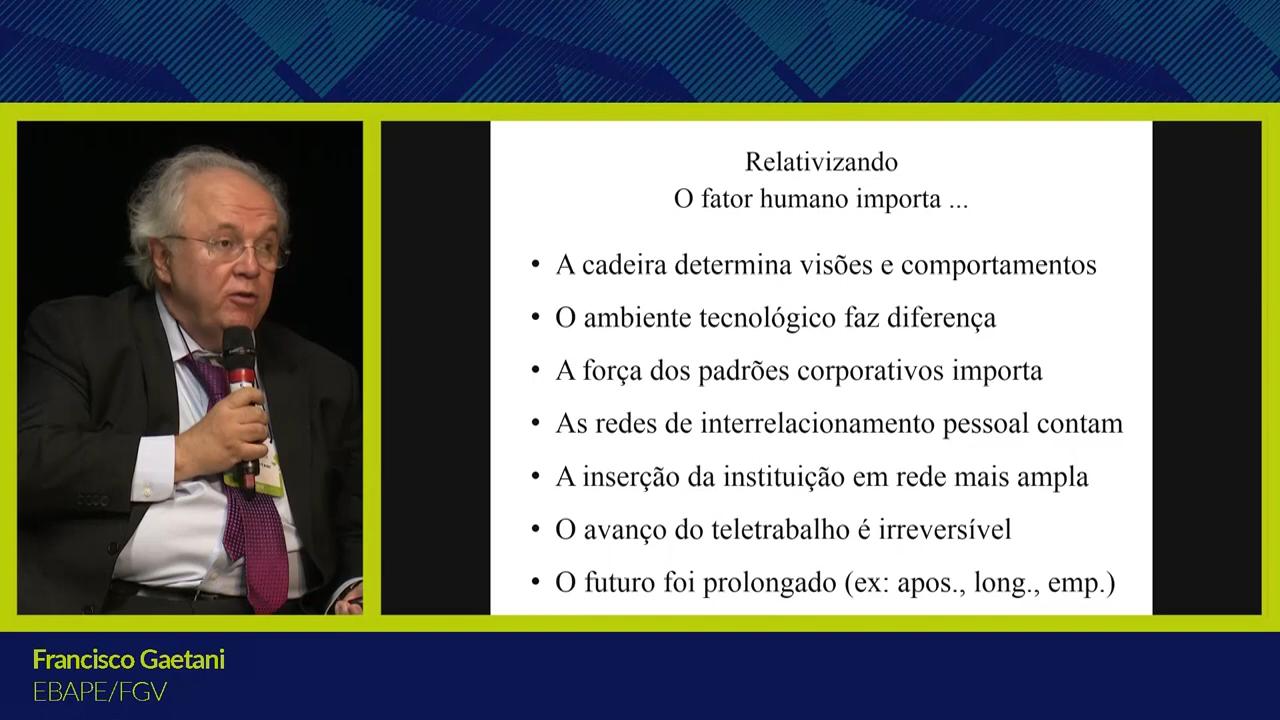 Relativizando
O fator humano importa ...
• A cadeira determina visões e comportamentos
• O ambiente tecnológico faz diferença
• A força dos padrões corporativos importa
• As redes de interrelacionamento pessoal contam
• A inserção da instituição em rede mais ampla
• O avanço do teletrabalho é irreversível
• O futuro foi prolongado (ex: apos., long., emp.)
Francisco Gaetani
EBAPE/FGV